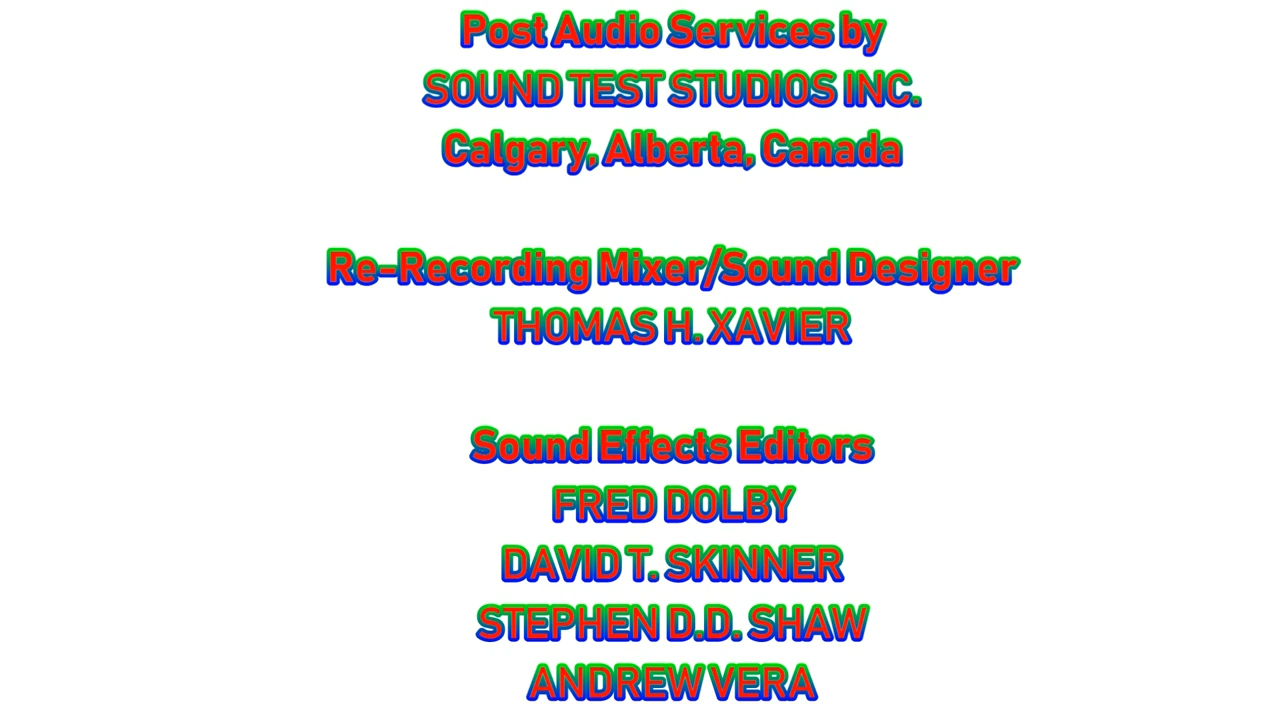 Post Audio Services by
SOUND TEST STUDIOS INC.
Calgary, Alberta, Canada
Re-Recording Mixer/Sound Designer
THOMAS H. XAVIER
Sound Effects Editors
FRED DOLBY
DAVID T. SKINNER
STEPHEN D.D. SHAW
ANDREW VERA